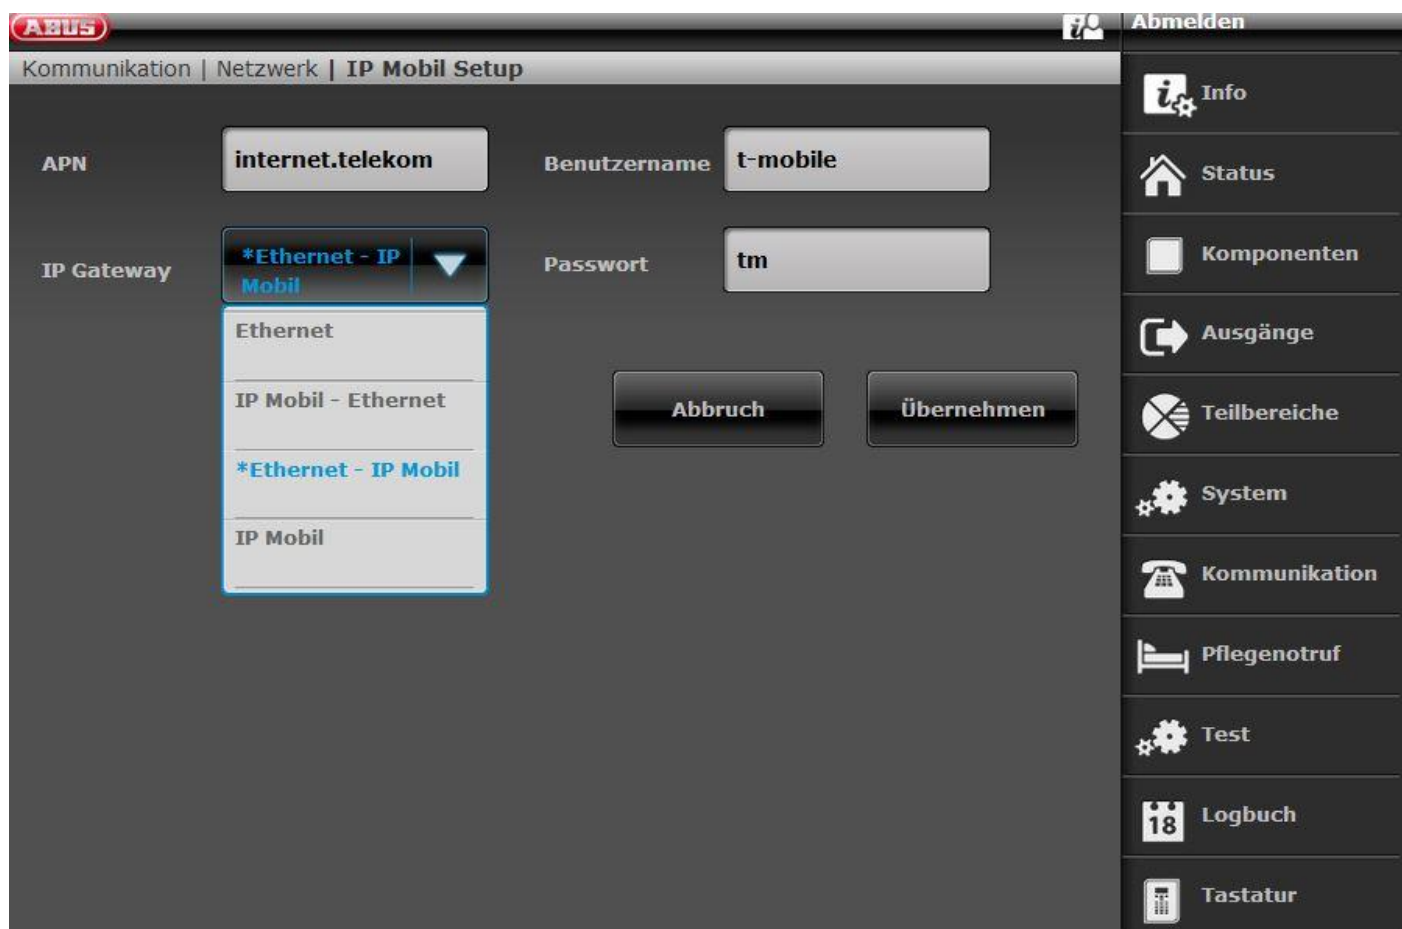 ABUS
Abmelden
Kommunikation | Netzwerk | IP Mobil Setup
APN
internet.telekom
Benutzername
t-mobile
IP Gateway
*Ethernet - IP
Mobil
Passwort
tm
Ethernet
IP Mobil - Ethernet
*Ethernet - IP Mobil
IP Mobil
Abbruch
Übernehmen
Info
Status
Komponenten
Ausgänge
Teilbereiche
System
Kommunikation
Pflegenotruf
Test
18
Logbuch
Tastatur